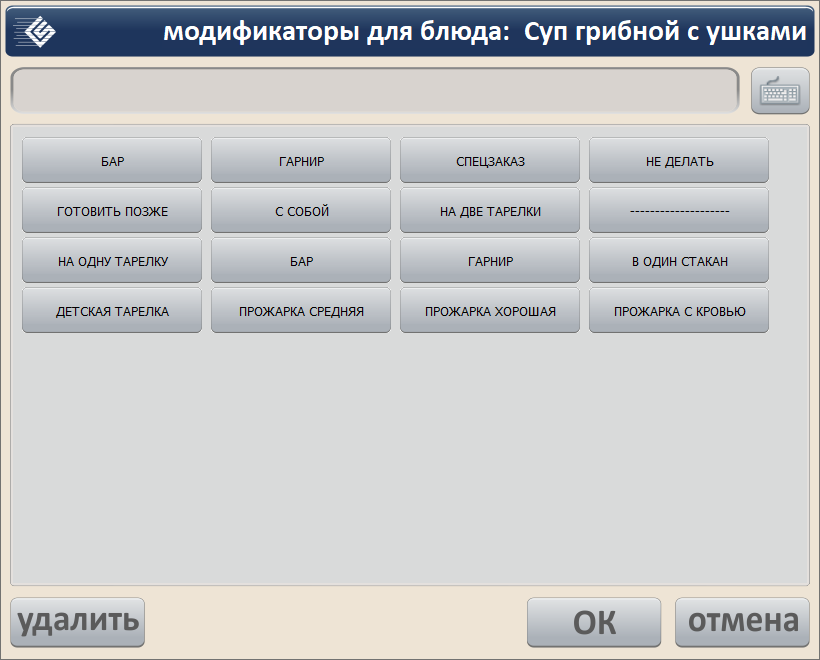 модификаторы для блюда: Суп грибной с ушками
БАР
ГАРНИР
СПЕЦЗАКАЗ
НЕ ДЕЛАТЬ
ГОТОВИТЬ ПОЗЖЕ
С СОБОЙ
НА ДВЕ ТАРЕЛКИ
--------------------
НА ОДНУ ТАРЕЛКУ
БАР
ГАРНИР
В ОДИН СТАКАН
ДЕТСКАЯ ТАРЕЛКА
ПРОЖАРКА СРЕДНЯЯ
ПРОЖАРКА ХОРОШАЯ
ПРОЖАРКА С КРОВЬЮ
удалить
ОК
отмена